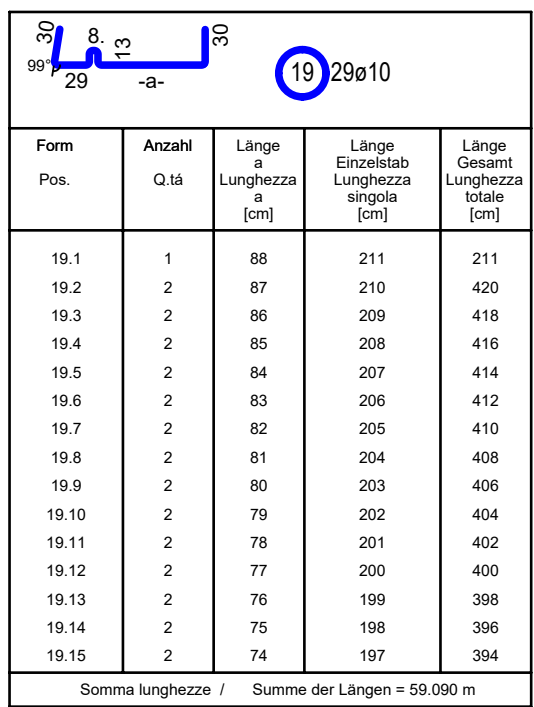 30
8.
13
30
99°
29
-a-
19
29ø10
Form Anzahl Länge Länge Länge
a Einzelstab Gesamt
Pos. Q.tá Lunghezza Lunghezza Lunghezza
a singola totale
[cm] [cm] [cm]
19.1 1 88 211 211
19.2 2 87 210 420
19.3 2 86 209 418
19.4 2 85 208 416
19.5 2 84 207 414
19.6 2 83 206 412
19.7 2 82 205 410
19.8 2 81 204 408
19.9 2 80 203 406
19.10 2 79 202 404
19.11 2 78 201 402
19.12 2 77 200 400
19.13 2 76 199 398
19.14 2 75 198 396
19.15 2 74 197 394
Somma lunghezze / Summe der Längen = 59.090 m